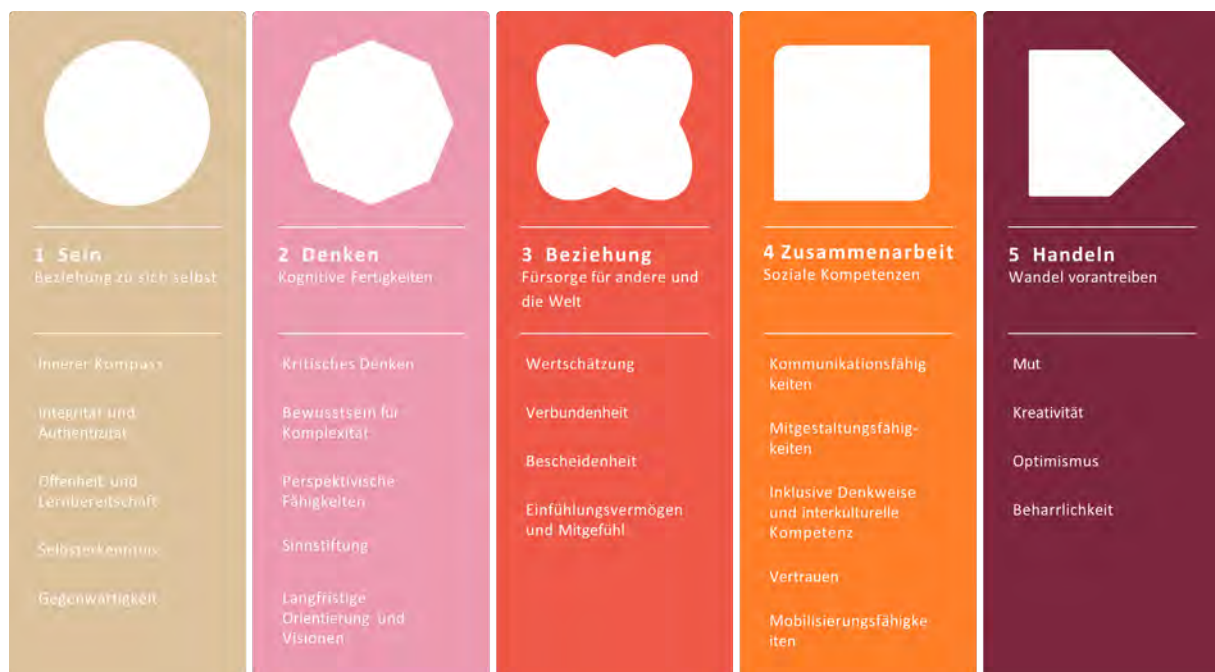 1 Sein
Beziehung zu sich selbst
Innerer Kompass
Integrität und
Authentizität
Offenheit und
Lernbereitschaft
Selbsterkenntnis
Gegenwärtigkeit
2 Denken
Kognitive Fertigkeiten
Kritisches Denken
Bewusstsein für
Komplexität
Perspektivische
Fähigkeiten
Sinnstiftung
Langfristige
Orientierung und
Visionen
3 Beziehung
Fürsorge für andere und
die Welt
Wertschätzung
Verbundenheit
Bescheidenheit
Einfühlungsvermögen
und Mitgefühl
4 Zusammenarbeit
Soziale Kompetenzen
Kommunikationsfähig
keiten
Mitgestaltungsfähig-
keiten
Inklusive Denkweise
und interkulturelle
Kompetenz
Vertrauen
Mobilisierungsfähigke
iten
5 Handeln
Wandel vorantreiben
Mut
Kreativität
Optimismus
Beharrlichkeit